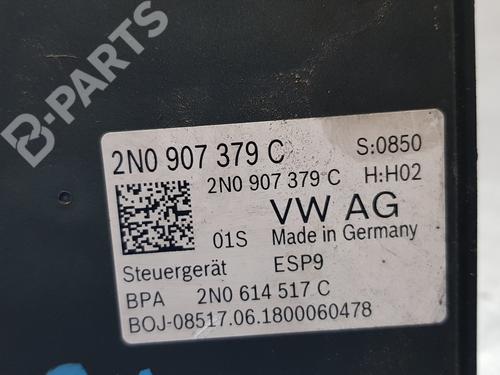 B-PARTS
2N0 907 379 C S:0850
2N0 907 379 C H:H02
VW AG
01S Made in Germany
Steuergerät ESP9
BPA 2N0 614 517 C
BOJ-08517.06.1800060478